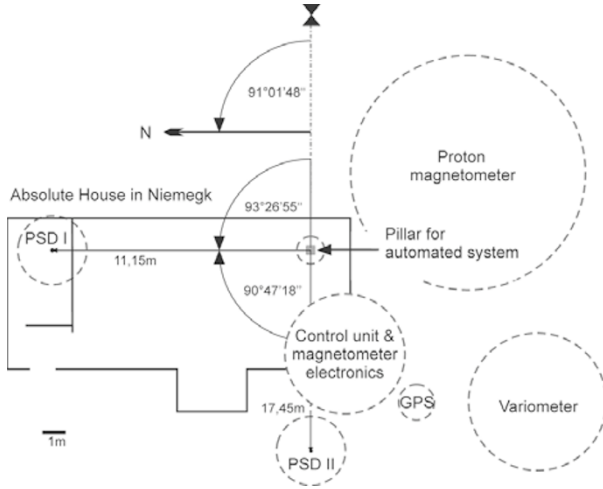 91°01'48"
N
Proton
magnetometer
Absolute House in Niemegk
93°26'55"
PSD I
Pillar for
automated system
11,15m
90°47'18"
Control unit &
magnetometer
electronics
GPS
Variometer
17,45m
1m
PSD II